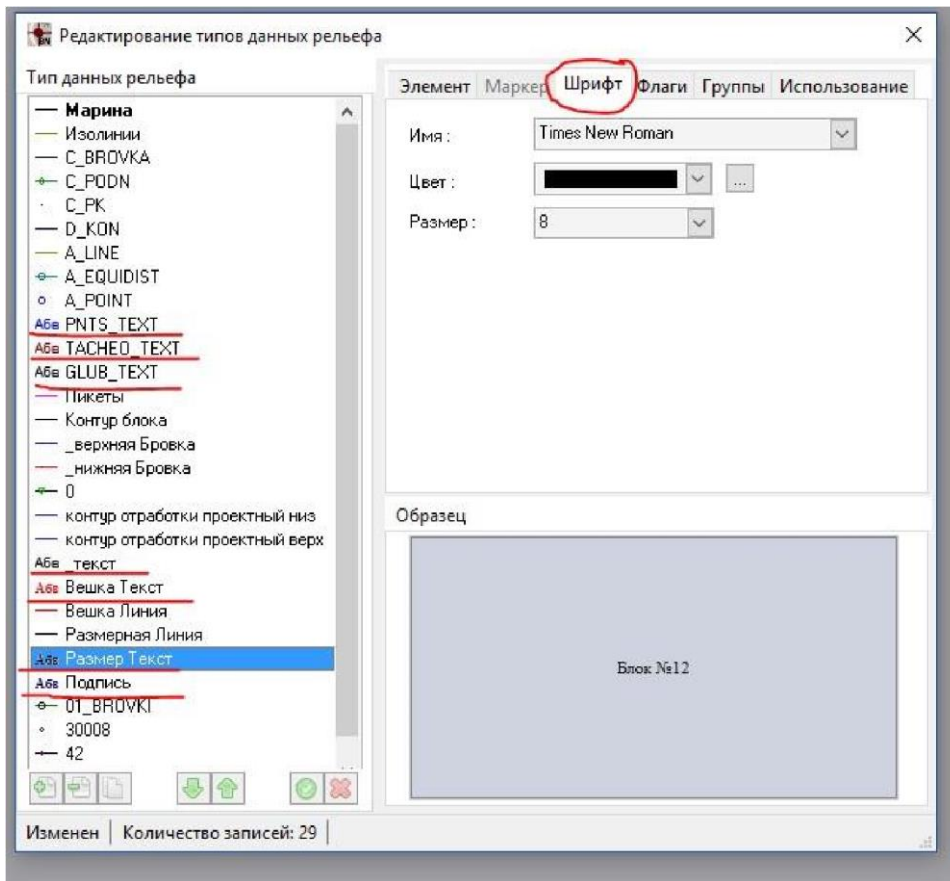 Редактирование типов данных рельефа
Тип данных рельефа
Марина
Изолинии
C_BROVKA
C_PODN
C_PK
D_KON
A_LINE
A_EQUIDIST
A_POINT
Абв PNTS_TEXT
Абв TACHEO_TEXT
Абв GLUB_TEXT
Пикеты
Контур блока
_верхняя Бровка
_нижняя Бровка
0
контур отработки проектный низ
контур отработки проектный верх
Абв _текст
Абв Вешка Текст
Вешка Линия
Размерная Линия
Абв Размер Текст
Абв Подпись
01_BROVKI
30008
42
Элемент Маркер Шрифт Флаги Группы Использование
Имя : Times New Roman
Цвет : ...
Размер : 8
Образец
Блок №12
Изменен Количество записей: 29